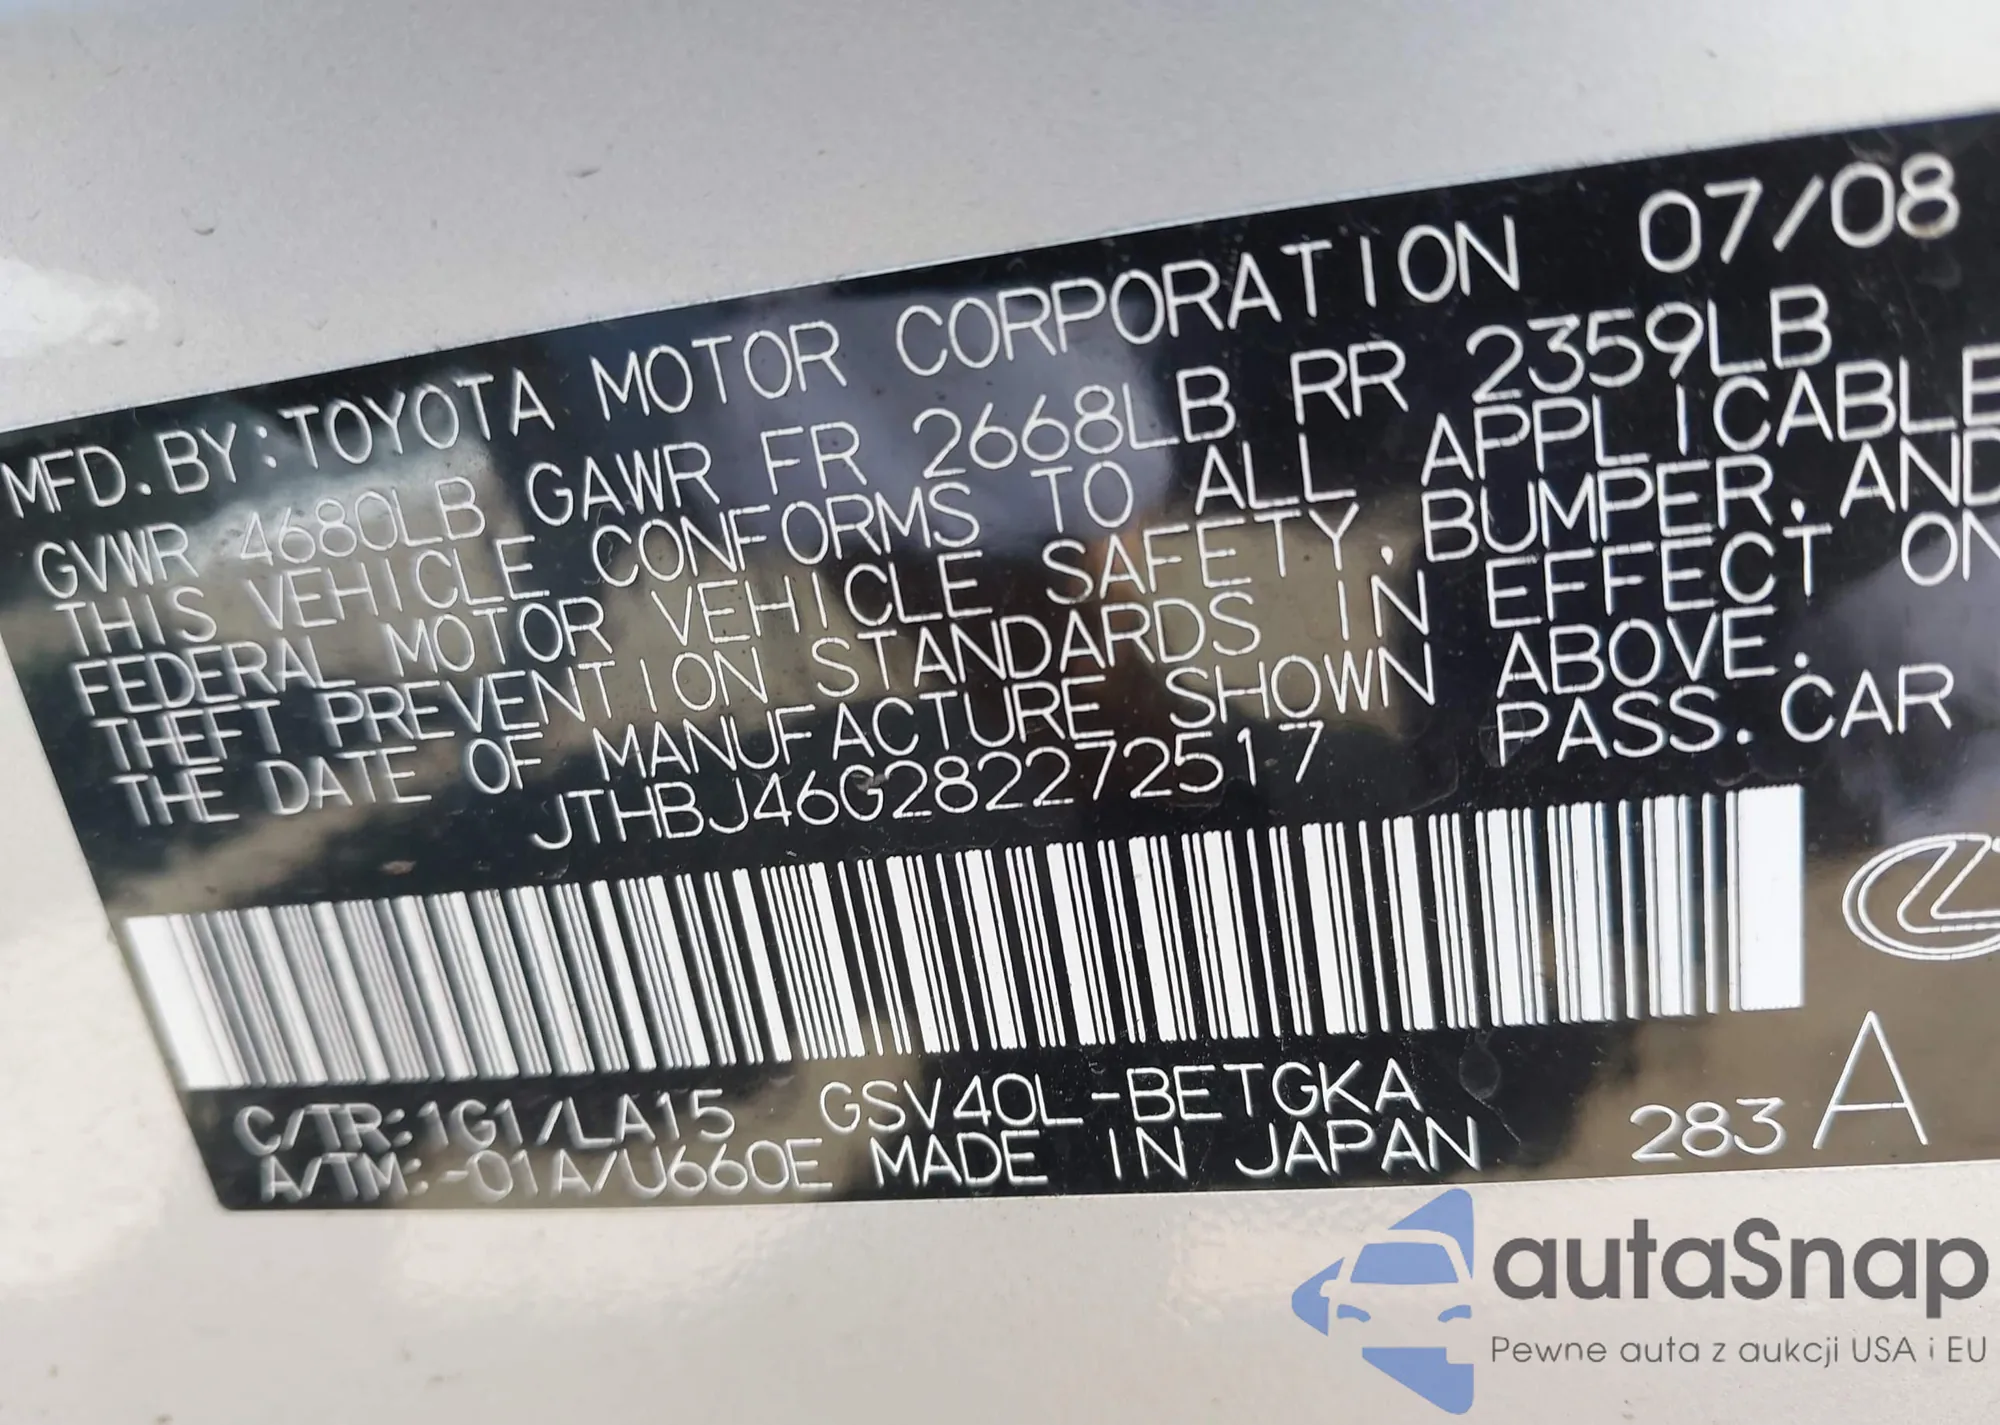 MFD. BY: TOYOTA MOTOR CORPORATION 07/08
GVWR 4680LB GAWR FR 2668LB RR 2359LB
THIS VEHICLE CONFORMS TO ALL APPLICABLE
FEDERAL MOTOR VEHICLE SAFETY, BUMPER, AND
THEFT PREVENTION STANDARDS IN EFFECT ON
THE DATE OF MANUFACTURE SHOWN ABOVE.
JTHBJ46G282272517 PASS. CAR
C/TR: 1G1/LA15 GSV40L-BETGKA
A/TM: -01A/U660E MADE IN JAPAN 283 A
autaSnap
Pewne auta z aukcji USA i EU